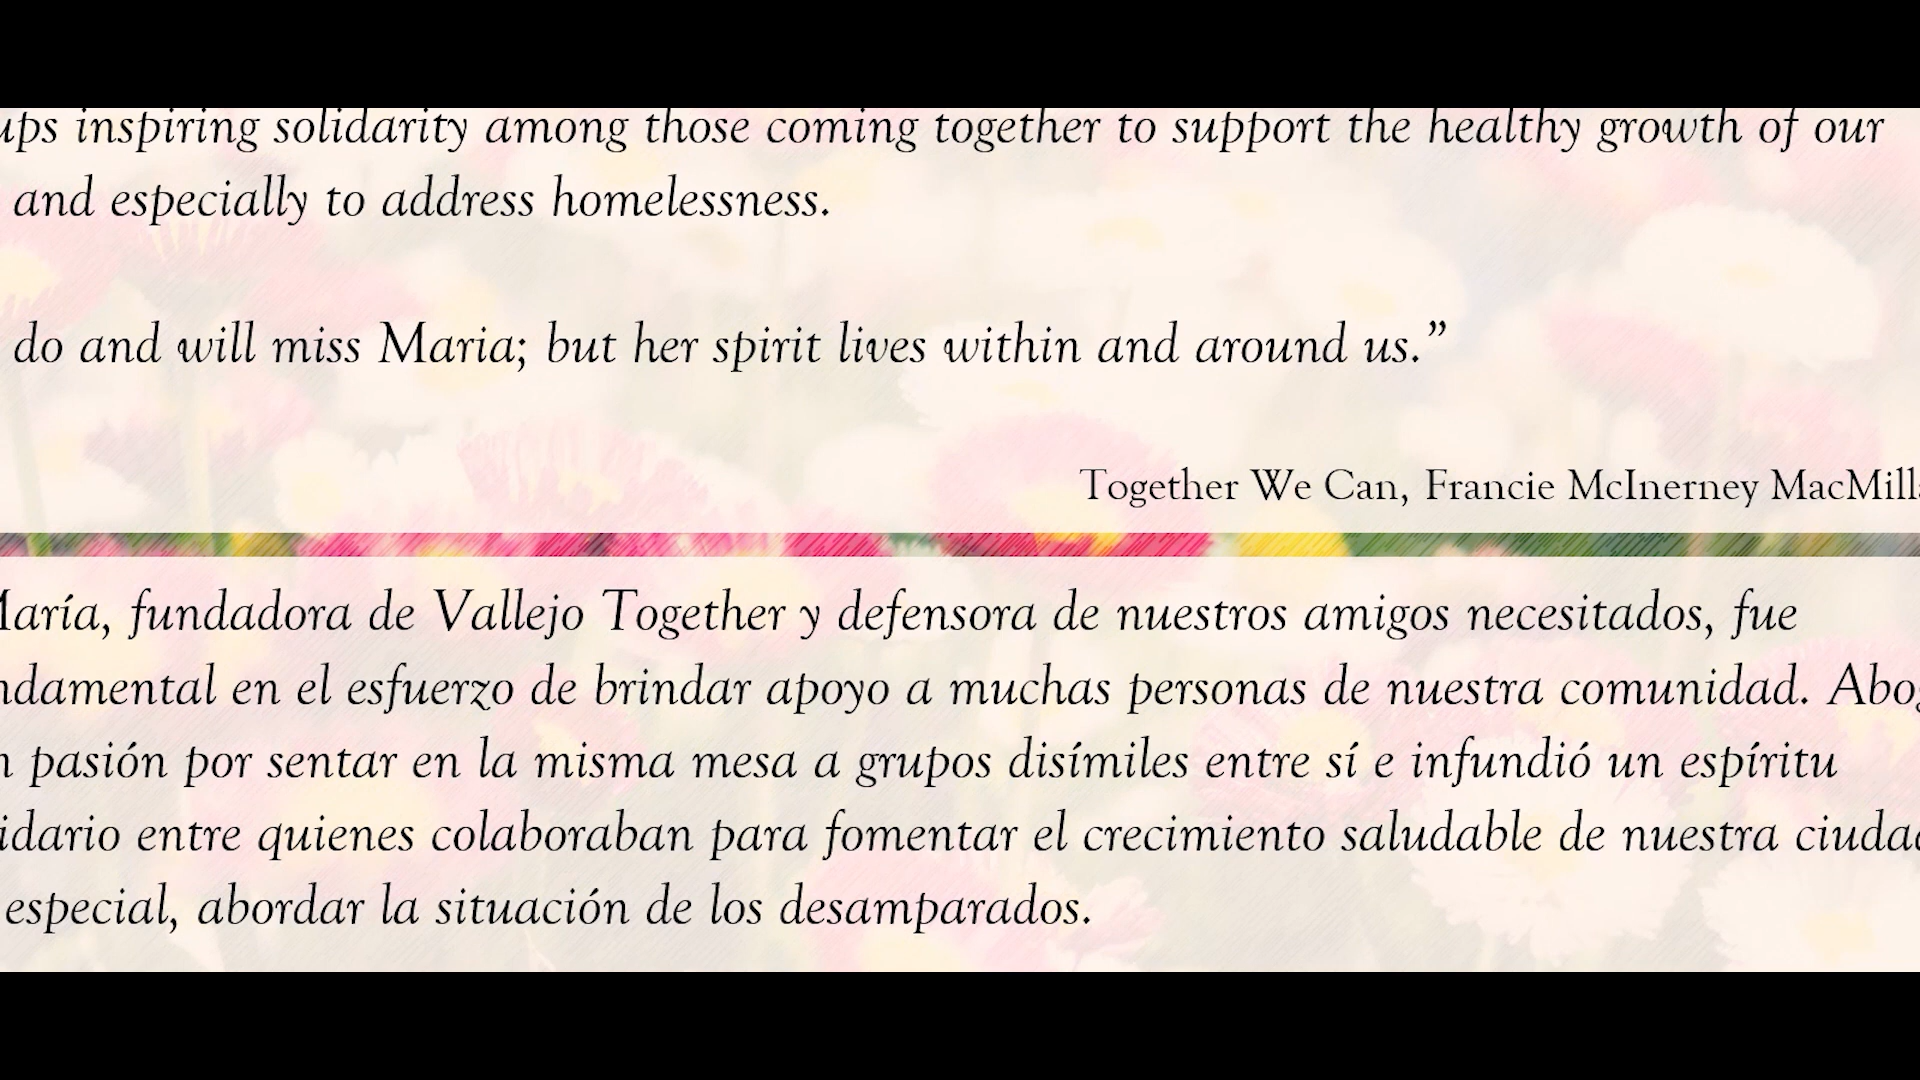 inspiring solidarity among those coming together to support the healthy growth of our
and especially to address homelessness.
do and will miss Maria; but her spirit lives within and around us.”
Together We Can, Francie McInerney
María, fundadora de Vallejo Together y defensora de nuestros amigos necesitados, fue
en el esfuerzo de brindar apoyo a muchas personas de nuestra comunidad.
pasión por sentar en la misma mesa a grupos disímiles entre sí e infundió un espíritu
entre quienes colaboraban para fomentar el crecimiento saludable de nuestra
especial, abordar la situación de los desamparados.